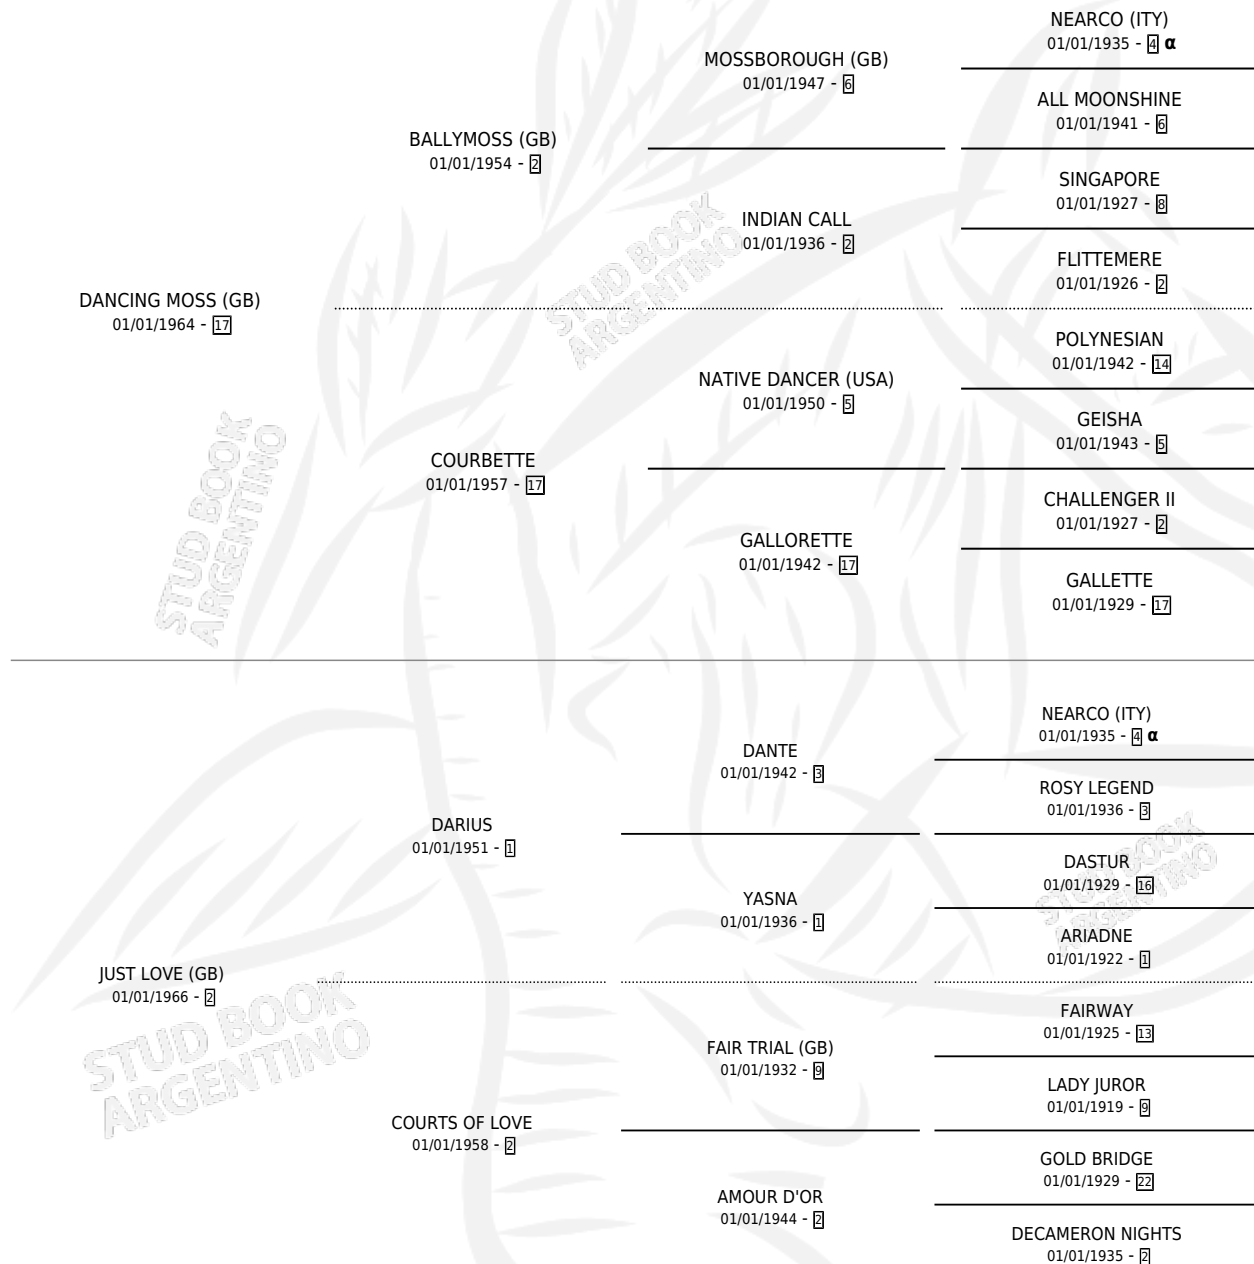 NEARCO (ITY)
01/01/1935 - 4 α
MOSSBOROUGH (GB)
01/01/1947 - 6
ALL MOONSHINE
01/01/1941 - 6
BALLYMOSS (GB)
01/01/1954 - 2
SINGAPORE
01/01/1927 - 8
INDIAN CALL
01/01/1936 - 2
FLITTEMERE
01/01/1926 - 2
DANCING MOSS (GB)
01/01/1964 - 17
POLYNESIAN
01/01/1942 - 14
NATIVE DANCER (USA)
01/01/1950 - 5
GEISHA
01/01/1943 - 5
COURBETTE
01/01/1957 - 17
CHALLENGER II
01/01/1927 - 2
GALLORETTE
01/01/1942 - 17
GALLETTE
01/01/1929 - 17
STUD BOOK
ARGENTINO
STUD BOOK
ARGENTINO
NEARCO (ITY)
01/01/1935 - 4 α
DANTE
01/01/1942 - 3
ROSY LEGEND
01/01/1936 - 3
DARIUS
01/01/1951 - 1
DASTUR
01/01/1929 - 16
YASNA
01/01/1936 - 1
ARIADNE
01/01/1922 - 1
JUST LOVE (GB)
01/01/1966 - 2
FAIRWAY
01/01/1925 - 13
FAIR TRIAL (GB)
01/01/1932 - 9
LADY JUROR
01/01/1919 - 9
COURTS OF LOVE
01/01/1958 - 2
GOLD BRIDGE
01/01/1929 - 22
AMOUR D'OR
01/01/1944 - 2
DECAMERON NIGHTS
01/01/1935 - 2
STUD BOOK
ARGENTINO
STUD BOOK
ARGENTINO